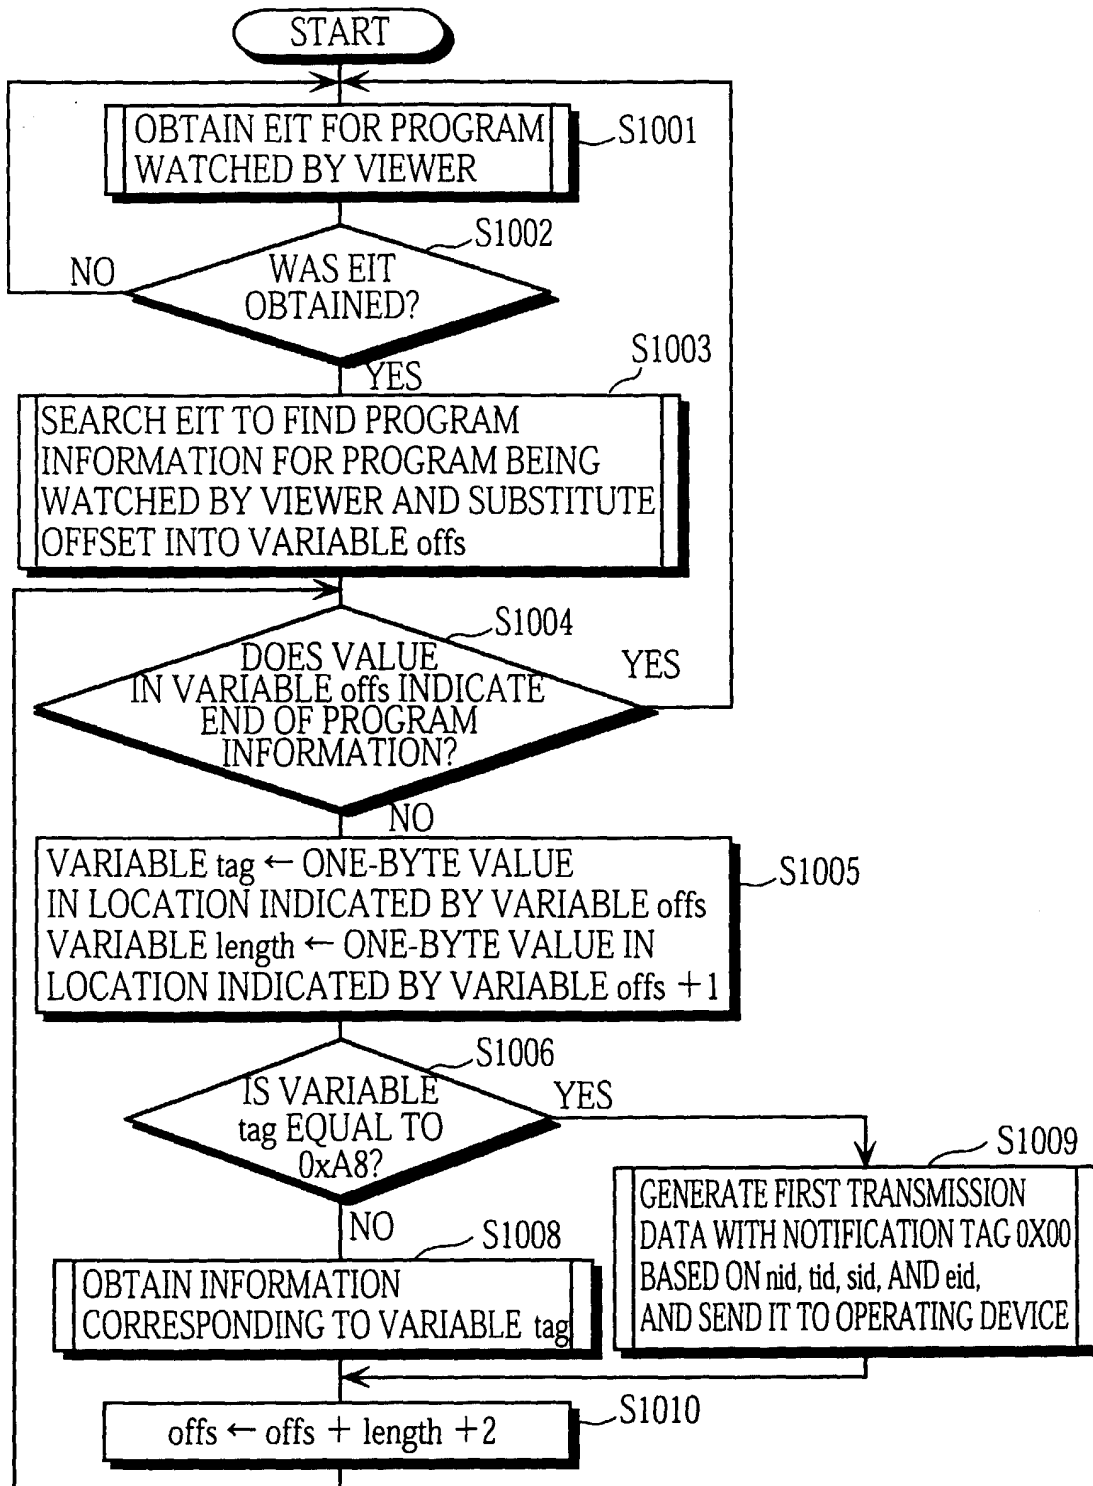 START
OBTAIN EIT FOR PROGRAM
WATCHED BY VIEWER
S1001
S1002
NO
WAS EIT
OBTAINED?
YES
S1003
SEARCH EIT TO FIND PROGRAM
INFORMATION FOR PROGRAM BEING
WATCHED BY VIEWER AND SUBSTITUTE
OFFSET INTO VARIABLE offs
S1004
DOES VALUE
IN VARIABLE offs INDICATE
END OF PROGRAM
INFORMATION?
YES
NO
VARIABLE tag ← ONE-BYTE VALUE
IN LOCATION INDICATED BY VARIABLE offs
VARIABLE length ← ONE-BYTE VALUE IN
LOCATION INDICATED BY VARIABLE offs +1
S1005
S1006
IS VARIABLE
tag EQUAL TO
0xA8?
YES
NO
S1009
GENERATE FIRST TRANSMISSION
DATA WITH NOTIFICATION TAG 0X00
BASED ON nid, tid, sid, AND eid,
AND SEND IT TO OPERATING DEVICE
S1008
OBTAIN INFORMATION
CORRESPONDING TO VARIABLE tag
S1010
offs ← offs + length +2